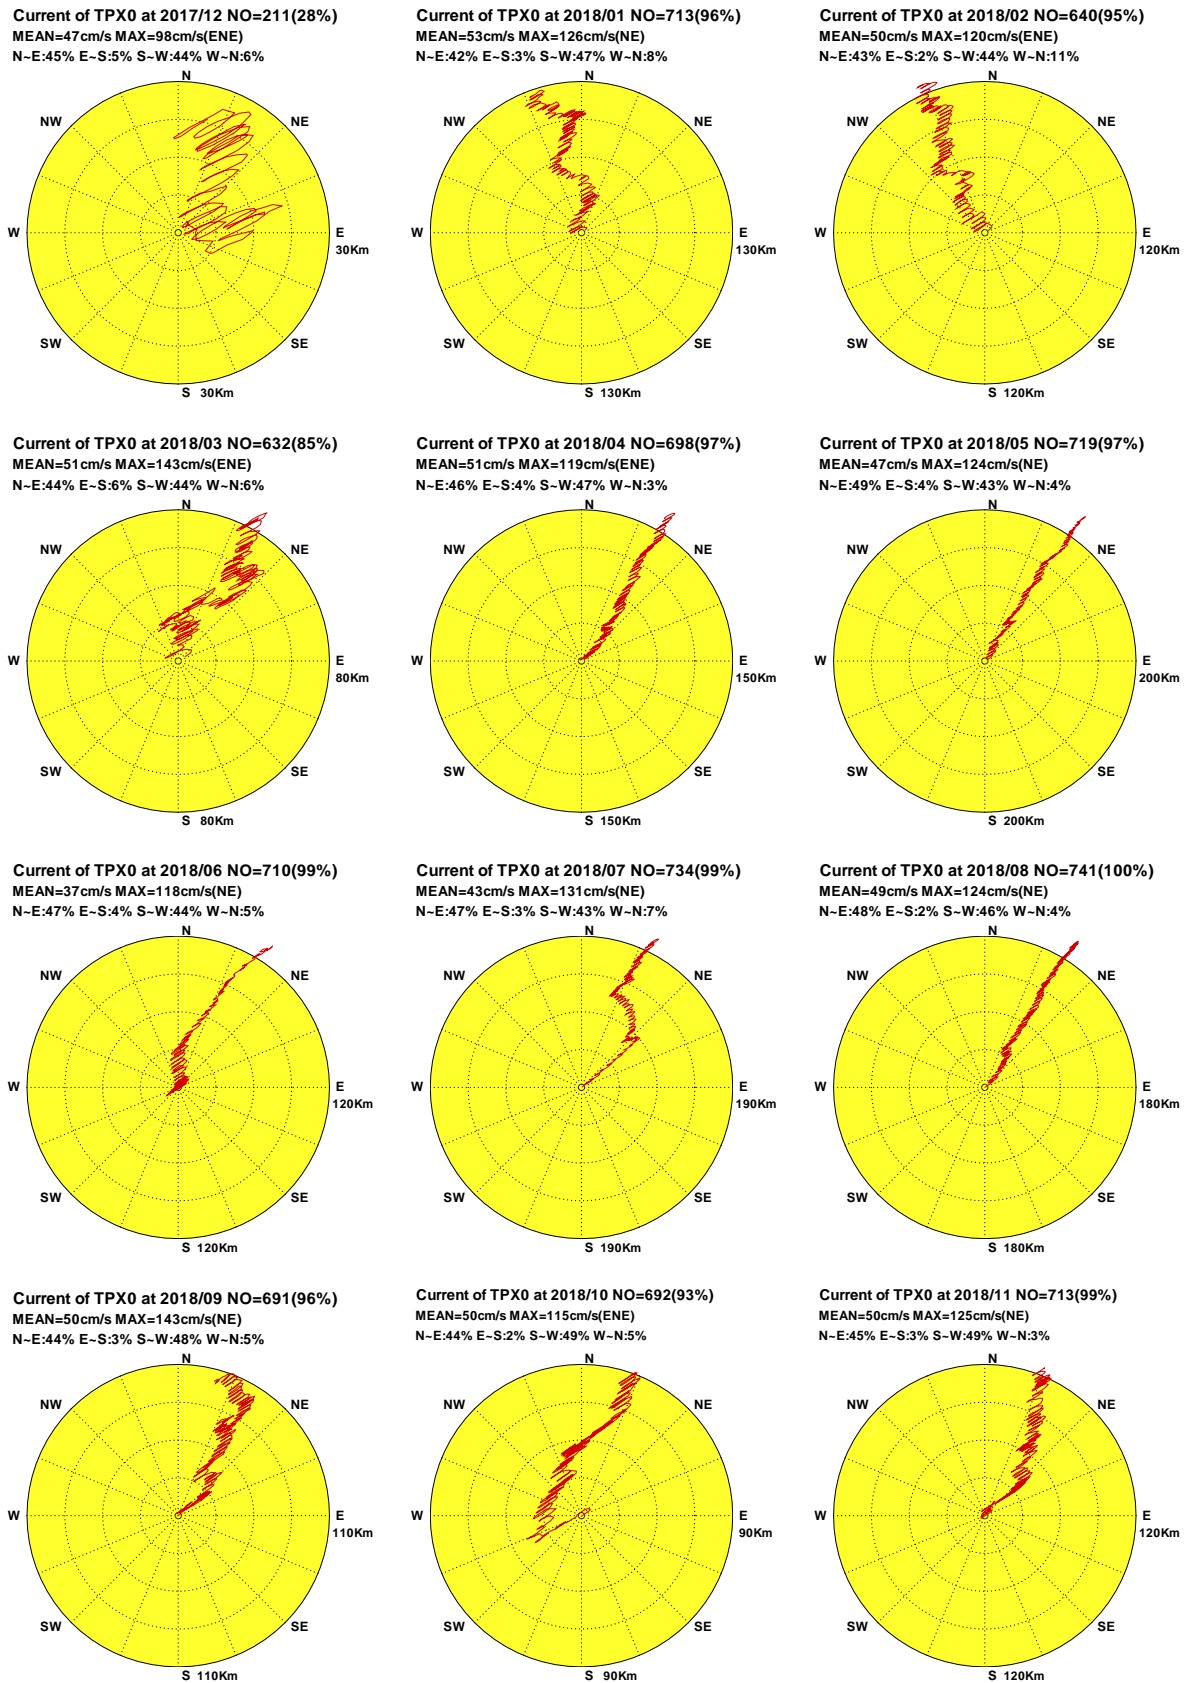 Current of TPX0 at 2017/12 NO=211(28%)
MEAN=47cm/s MAX=98cm/s(ENE)
N~E:45% E~S:5% S~W:44% W~N:6%
N
NW
NE
W
E
30Km
SW
SE
S 30Km
Current of TPX0 at 2018/01 NO=713(96%)
MEAN=53cm/s MAX=126cm/s(NE)
N~E:42% E~S:3% S~W:47% W~N:8%
N
NW
NE
W
E
130Km
SW
SE
S 130Km
Current of TPX0 at 2018/02 NO=640(95%)
MEAN=50cm/s MAX=120cm/s(ENE)
N~E:43% E~S:2% S~W:44% W~N:11%
N
NW
NE
W
E
120Km
SW
SE
S 120Km
Current of TPX0 at 2018/03 NO=632(85%)
MEAN=51cm/s MAX=143cm/s(ENE)
N~E:44% E~S:6% S~W:44% W~N:6%
N
NW
NE
W
E
80Km
SW
SE
S 80Km
Current of TPX0 at 2018/04 NO=698(97%)
MEAN=51cm/s MAX=119cm/s(ENE)
N~E:46% E~S:4% S~W:47% W~N:3%
N
NW
NE
W
E
150Km
SW
SE
S 150Km
Current of TPX0 at 2018/05 NO=719(97%)
MEAN=47cm/s MAX=124cm/s(NE)
N~E:49% E~S:4% S~W:43% W~N:4%
N
NW
NE
W
E
200Km
SW
SE
S 200Km
Current of TPX0 at 2018/06 NO=710(99%)
MEAN=37cm/s MAX=118cm/s(NE)
N~E:47% E~S:4% S~W:44% W~N:5%
N
NW
NE
W
E
120Km
SW
SE
S 120Km
Current of TPX0 at 2018/07 NO=734(99%)
MEAN=43cm/s MAX=131cm/s(NE)
N~E:47% E~S:3% S~W:43% W~N:7%
N
NW
NE
W
E
190Km
SW
SE
S 190Km
Current of TPX0 at 2018/08 NO=741(100%)
MEAN=49cm/s MAX=124cm/s(NE)
N~E:48% E~S:2% S~W:46% W~N:4%
N
NW
NE
W
E
180Km
SW
SE
S 180Km
Current of TPX0 at 2018/09 NO=691(96%)
MEAN=50cm/s MAX=143cm/s(NE)
N~E:44% E~S:3% S~W:48% W~N:5%
N
NW
NE
W
E
110Km
SW
SE
S 110Km
Current of TPX0 at 2018/10 NO=692(93%)
MEAN=50cm/s MAX=115cm/s(ENE)
N~E:44% E~S:2% S~W:49% W~N:5%
N
NW
NE
W
E
90Km
SW
SE
S 90Km
Current of TPX0 at 2018/11 NO=713(99%)
MEAN=50cm/s MAX=125cm/s(NE)
N~E:45% E~S:3% S~W:49% W~N:3%
N
NW
NE
W
E
120Km
SW
SE
S 120Km